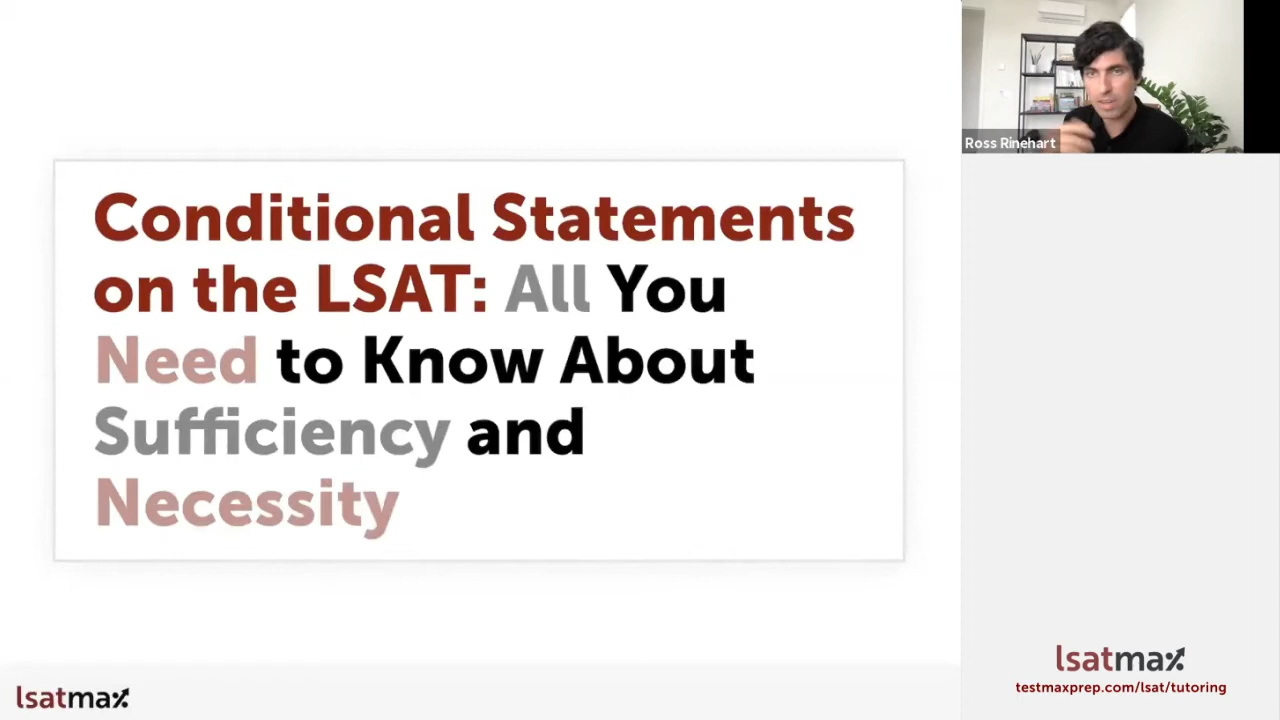 Conditional Statements
on the LSAT: All You
Need to Know About
Sufficiency and
Necessity
Ross Rinehart
lsatmax
lsatmax
testmaxprep.com/lsat/tutoring